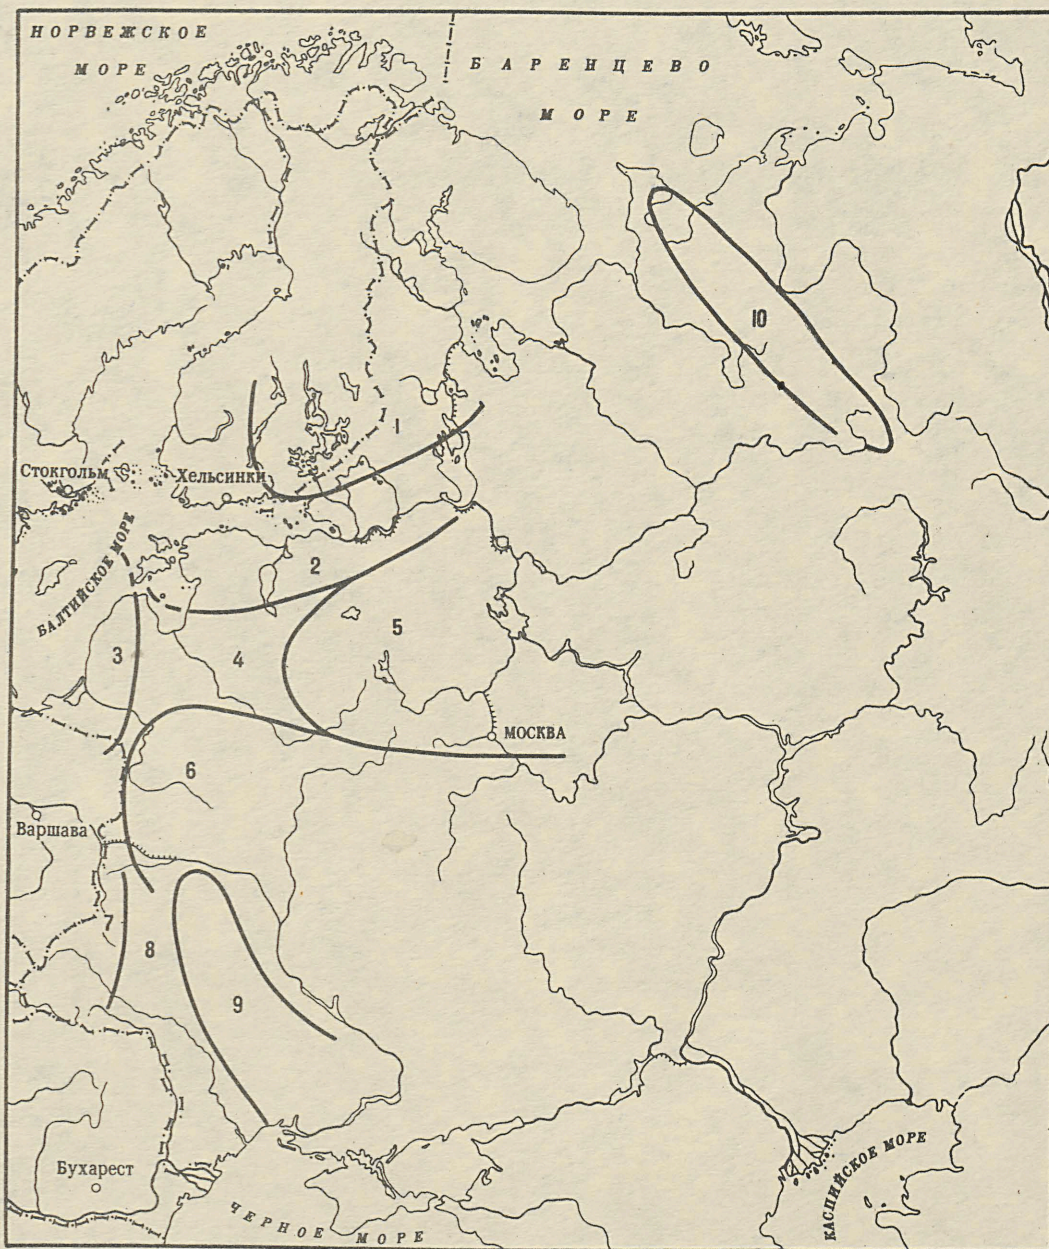 НОРВЕЖСКОЕ
МОРЕ
БАРЕНЦЕВО
МОРЕ
10
1
Стокгольм
Хельсинки
БАЛТИЙСКОЕ МОРЕ
2
3
4
5
МОСКВА
6
Варшава
7
8
9
Бухарест
ЧЕРНОЕ МОРЕ
КАСПИЙСКОЕ МОРЕ